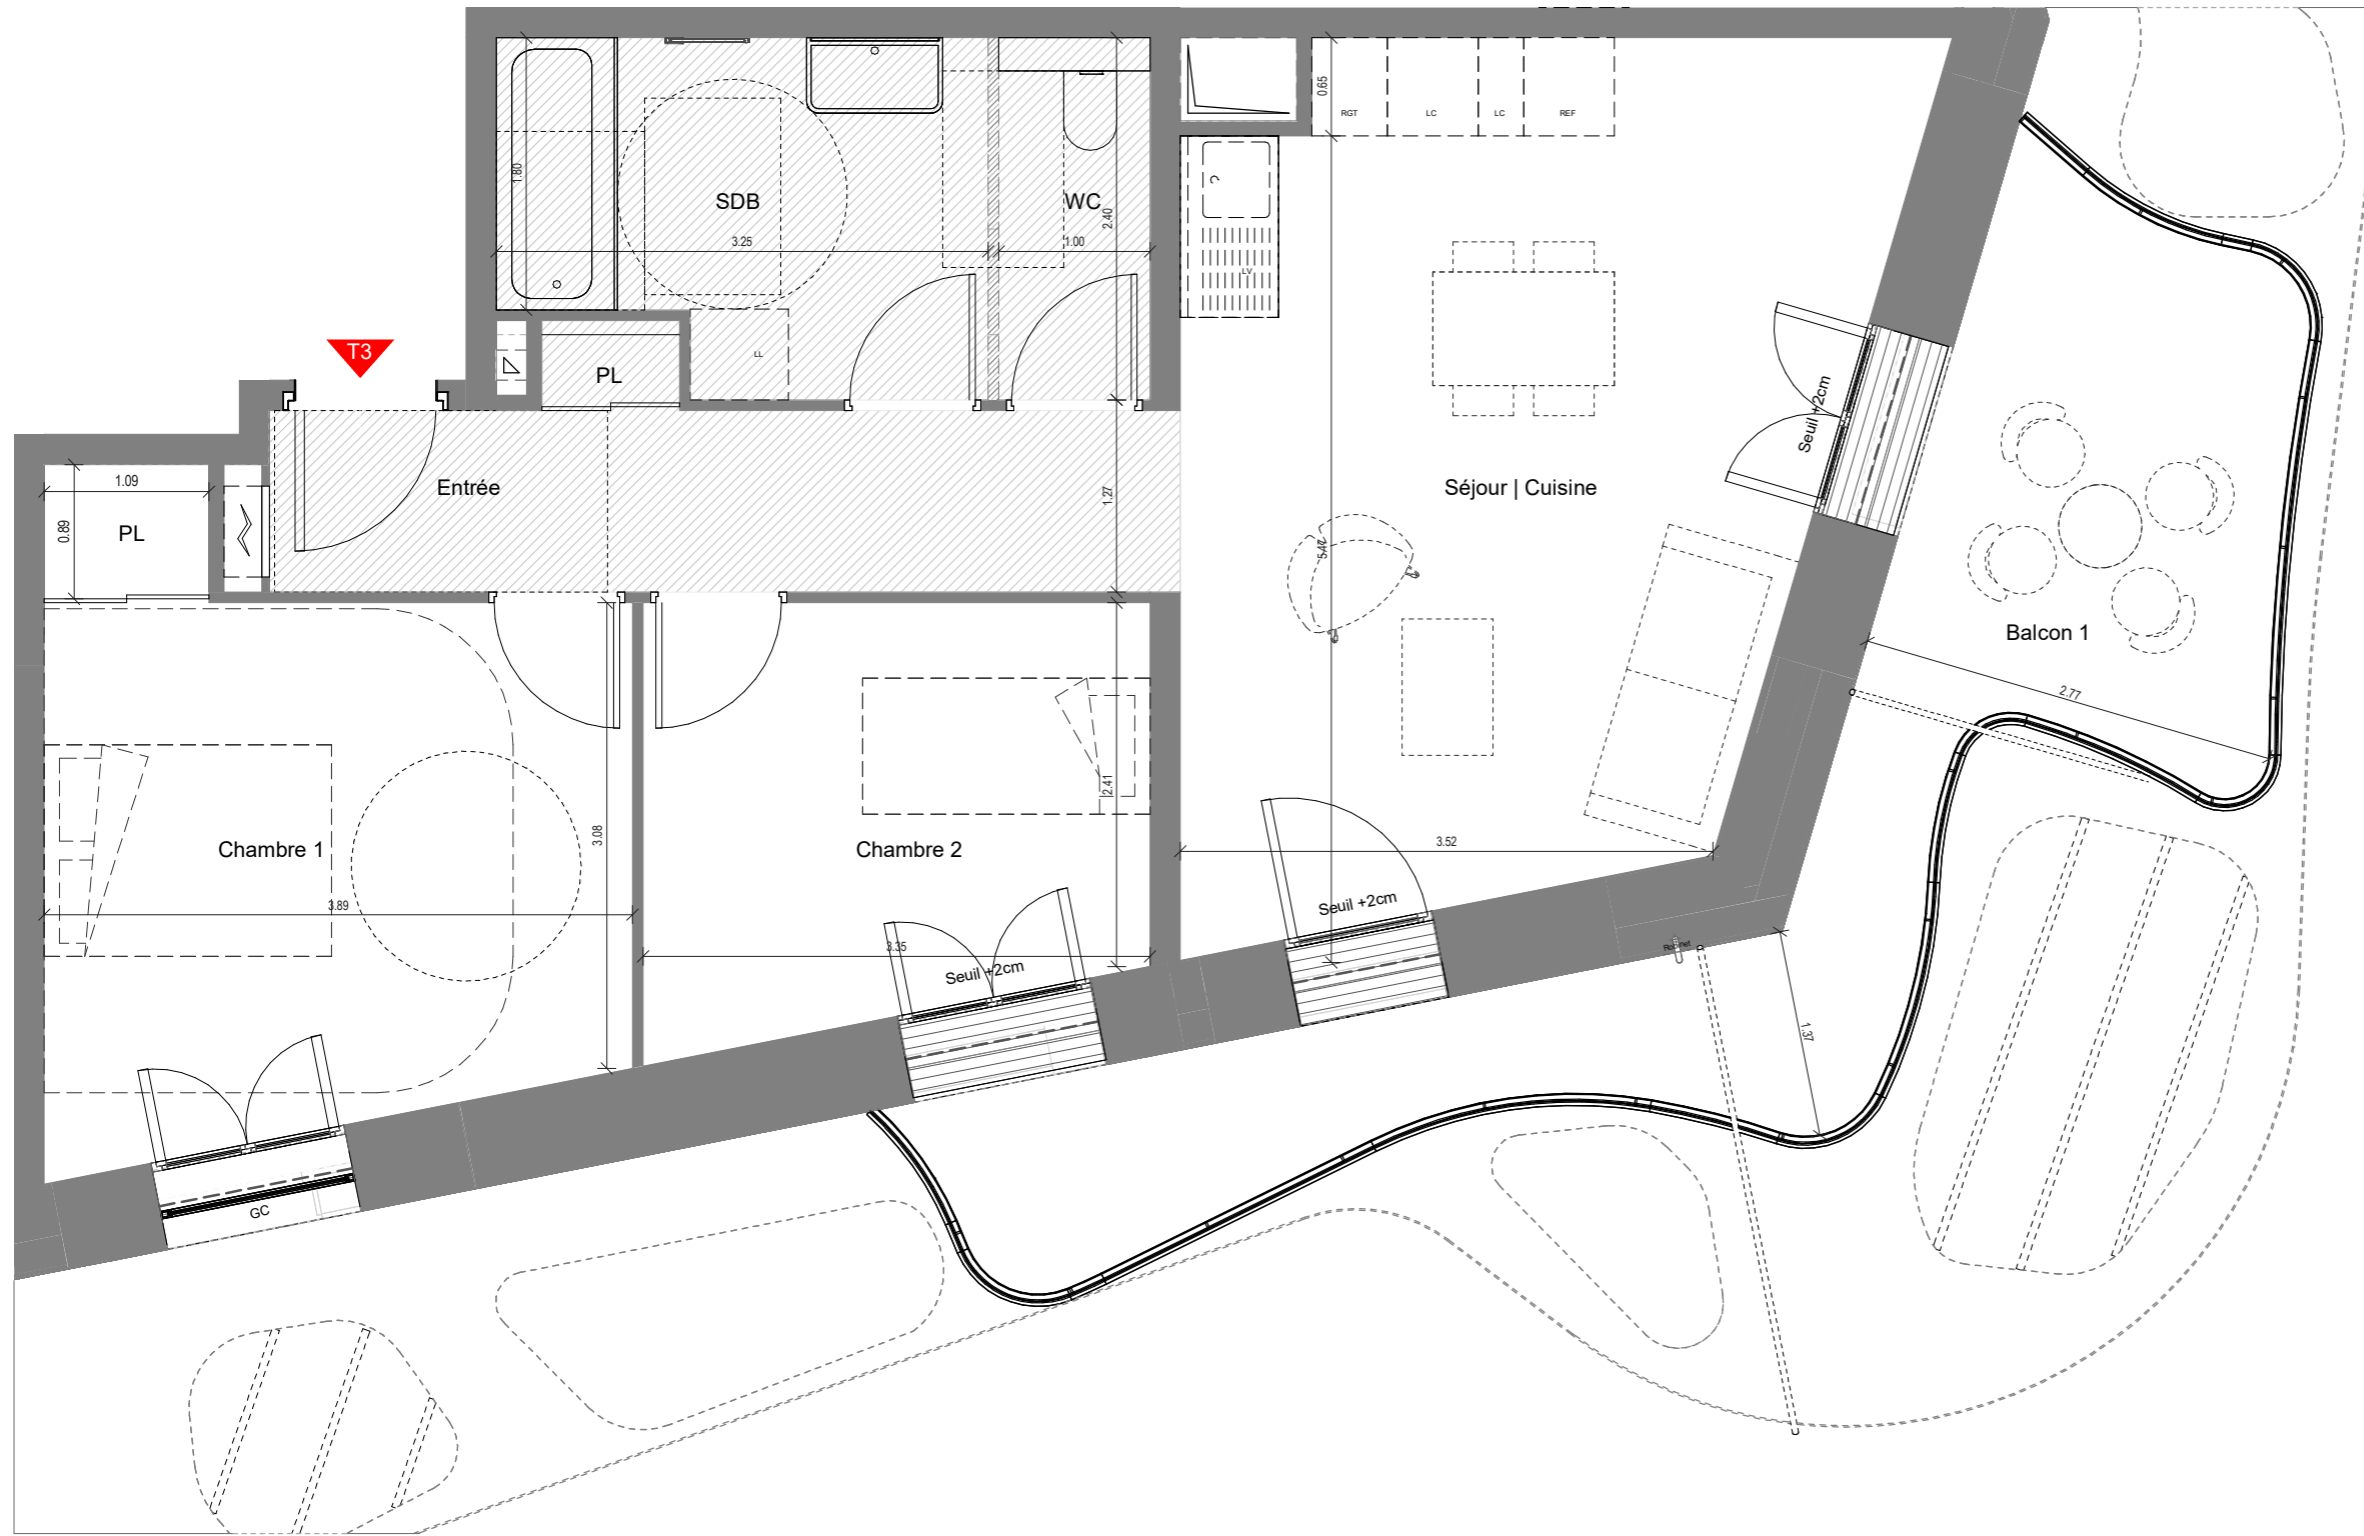 0.65
RGT
LC
LC
REF
1.80
SDB
WC
2.40
3.25
1.00
LV
T3
LL
PL
Seuil +2cm
1.09
Entrée
1.27
Séjour | Cuisine
0.89
PL
5.47
Balcon 1
2.77
2.41
3.08
Chambre 1
Chambre 2
3.52
3.89
Seuil +2cm
3.35
Robinet
Seuil +2cm
1.37
GC